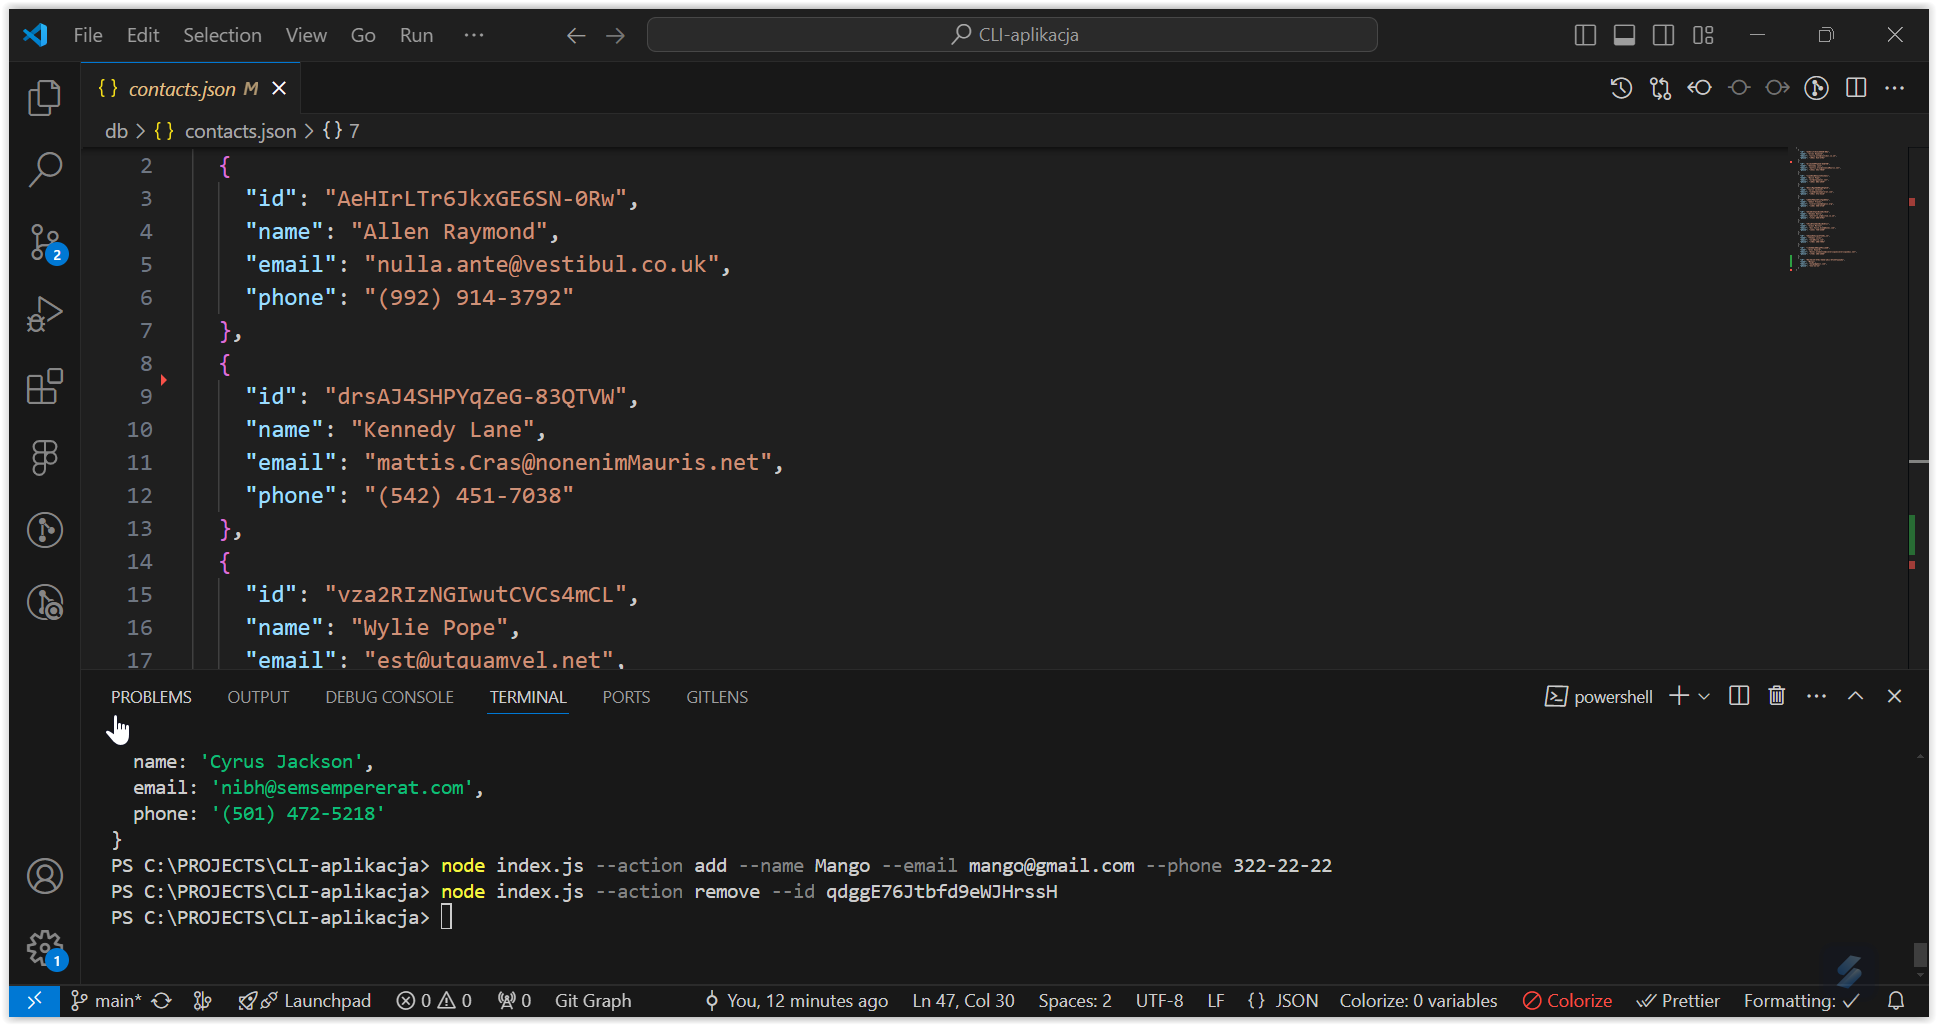 File Edit Selection View Go Run ··· CLI-aplikacja
{} contacts.json M
db > {} contacts.json > {} 7
2 {
3 "id": "AeHIrLTr6JkxGE6SN-0Rw",
4 "name": "Allen Raymond",
5 "email": "nulla.ante@vestibul.co.uk",
6 "phone": "(992) 914-3792"
7 },
8 {
9 "id": "drsAJ4SHPYqZeG-83QTVW",
10 "name": "Kennedy Lane",
11 "email": "mattis.Cras@nonenimMauris.net",
12 "phone": "(542) 451-7038"
13 },
14 {
15 "id": "vza2RIzNGIwutCVCs4mCL",
16 "name": "Wylie Pope",
17 "email": "est@utquamvel.net",
2
PROBLEMS OUTPUT DEBUG CONSOLE TERMINAL PORTS GITLENS powershell
name: 'Cyrus Jackson',
email: 'nibh@semsempererat.com',
phone: '(501) 472-5218'
}
PS C:\PROJECTS\CLI-aplikacja> node index.js --action add --name Mango --email mango@gmail.com --phone 322-22-22
PS C:\PROJECTS\CLI-aplikacja> node index.js --action remove --id qdggE76Jtbfd9eWJHrssH
PS C:\PROJECTS\CLI-aplikacja>
1
main* Launchpad 0 0 0 Git Graph You, 12 minutes ago Ln 47, Col 30 Spaces: 2 UTF-8 LF {} JSON Colorize: 0 variables Colorize Prettier Formatting: ✓